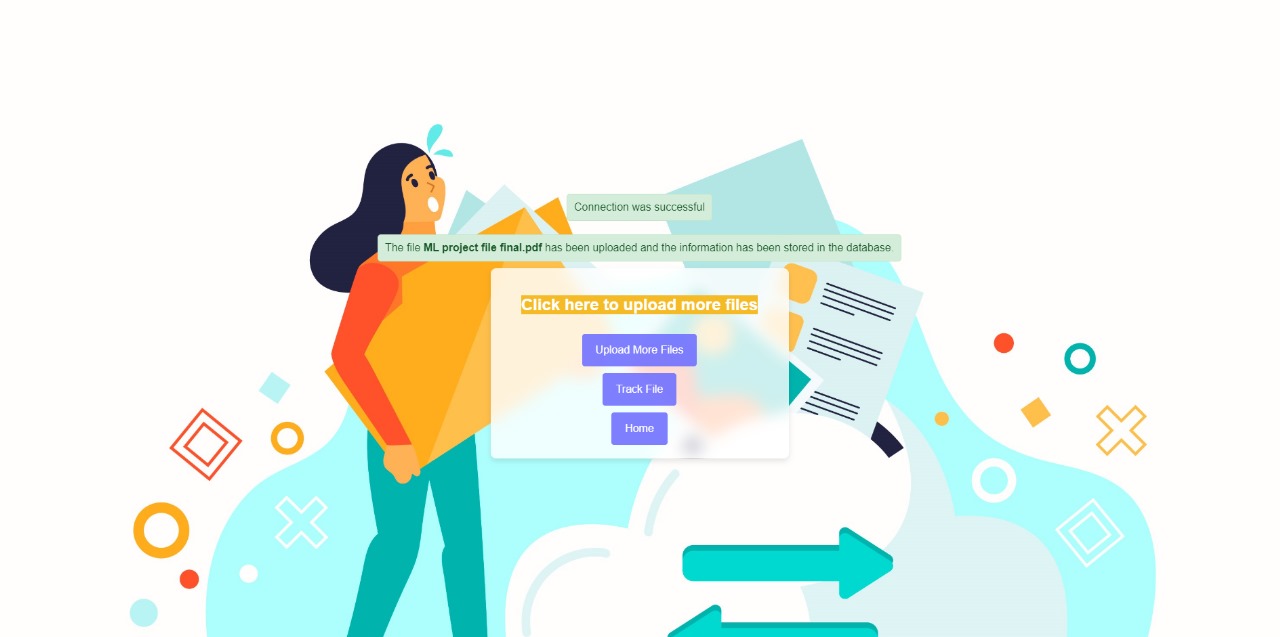 Connection was successful
The file ML project file final.pdf has been uploaded and the information has been stored in the database.
Click here to upload more files
Upload More Files
Track File
Home